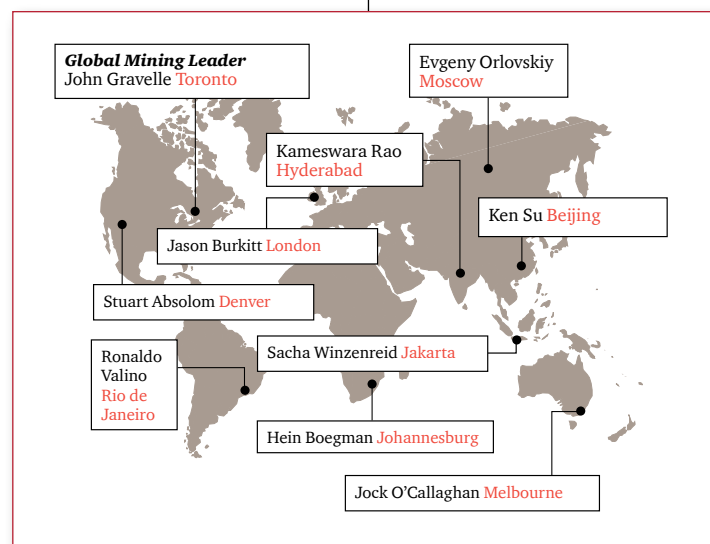 Global Mining Leader
John Gravelle Toronto
Evgeny Orlovskiy
Moscow
Kameswara Rao
Hyderabad
Ken Su Beijing
Jason Burkitt London
Stuart Absolom Denver
Ronaldo
Valino
Rio de
Janeiro
Sacha Winzenreid Jakarta
Hein Boegman Johannesburg
Jock O’Callaghan Melbourne